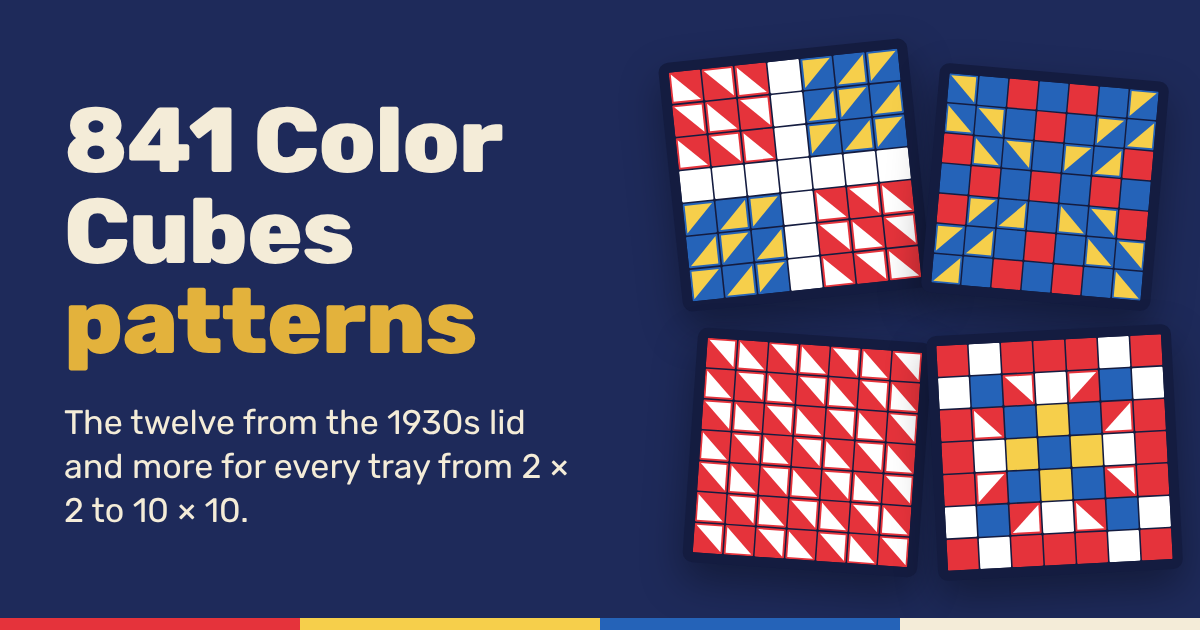 841 Color
Cubes
patterns
The twelve from the 1930s lid
and more for every tray from 2 ×
2 to 10 × 10.